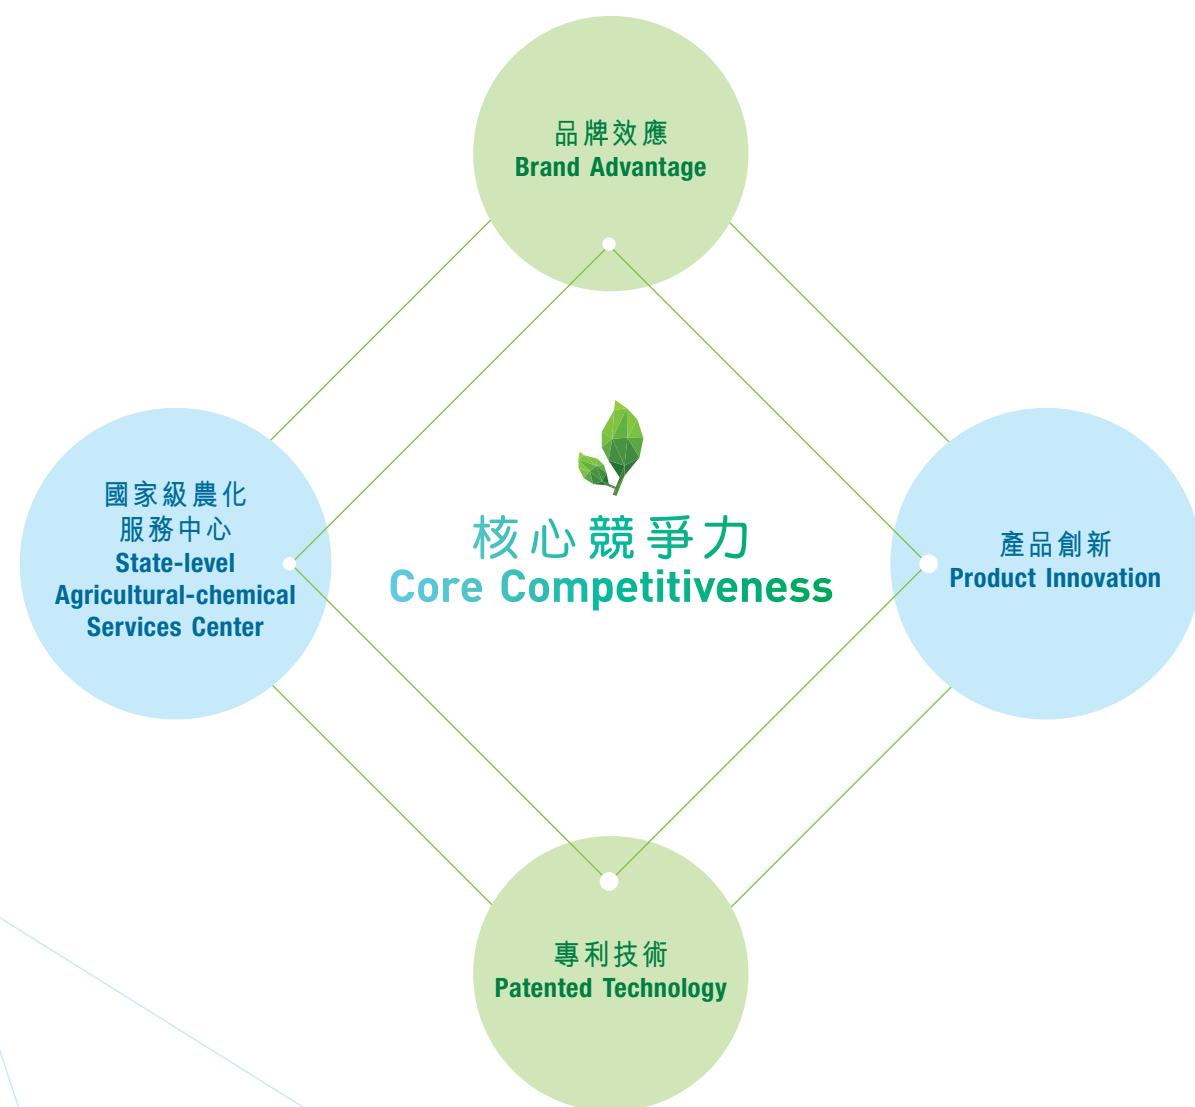 品牌效應
Brand Advantage
國家級農化
服務中心
State-level
Agricultural-chemical
Services Center
核心競爭力
Core Competitiveness
產品創新
Product Innovation
專利技術
Patented Technology